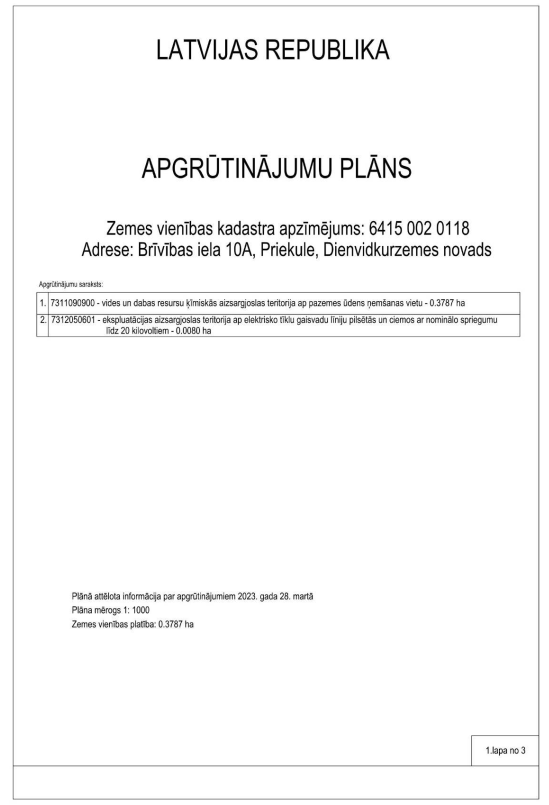 LATVIJAS REPUBLIKA
APGRŪTINĀJUMU PLĀNS
Zemes vienības kadastra apzīmējums: 6415 002 0118
Adrese: Brīvības iela 10A, Priekule, Dienvidkurzemes novads
Apgrūtinājumu saraksts:
1. 7311090900 - vides un dabas resursu ķīmiskās aizsargjoslas teritorija ap pazemes ūdens ņemšanas vietu - 0.3787 ha
2. 7312050601 - ekspluatācijas aizsargjoslas teritorija ap elektrisko tīklu gaisvadu līniju pilsētās un ciemos ar nominālo spriegumu
līdz 20 kilovoltiem - 0.0080 ha
Plānā attēlota informācija par apgrūtinājumiem 2023. gada 28. martā
Plāna mērogs 1: 1000
Zemes vienības platība: 0.3787 ha
1.lapa no 3